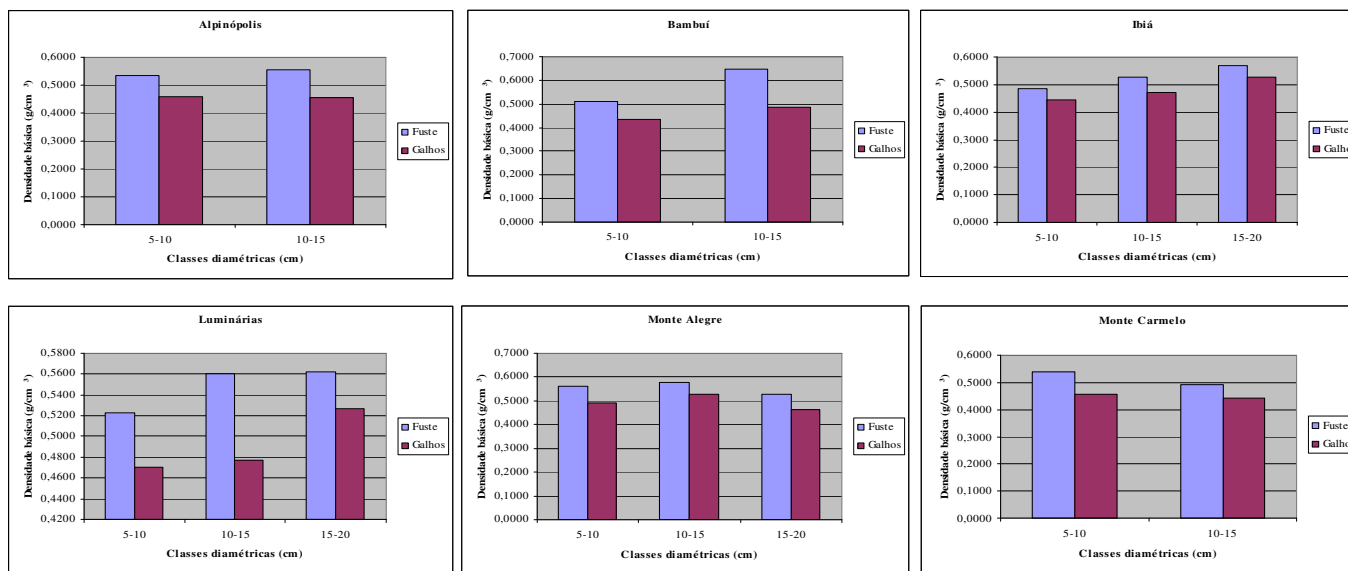 Alpinópolis
0,6000
0,5000
0,4000
0,3000
0,2000
0,1000
0,0000
Densidade básica (g/cm ³)
5-10
10-15
Classes diamétricas (cm)
Fuste
Galhos
Bambuí
0,7000
0,6000
0,5000
0,4000
0,3000
0,2000
0,1000
0,0000
Densidade básica (g/cm ³)
5-10
10-15
Classes diamétricas (cm)
Fuste
Galhos
Ibiá
0,6000
0,5000
0,4000
0,3000
0,2000
0,1000
0,0000
Densidade básica (g/cm ³)
5-10
10-15
15-20
Classes diamétricas (cm)
Fuste
Galhos
Luminárias
0,5800
0,5600
0,5400
0,5200
0,5000
0,4800
0,4600
0,4400
0,4200
Densidade básica (g/cm ³)
5-10
10-15
15-20
Classes diamétricas (cm)
Fuste
Galhos
Monte Alegre
0,7000
0,6000
0,5000
0,4000
0,3000
0,2000
0,1000
0,0000
Densidade básica (g/cm ³)
5-10
10-15
15-20
Classes diamétricas (cm)
Fuste
Galhos
Monte Carmelo
0,6000
0,5000
0,4000
0,3000
0,2000
0,1000
0,0000
Densidade básica (g/cm ³)
5-10
10-15
Classes diamétricas (cm)
Fuste
Galhos